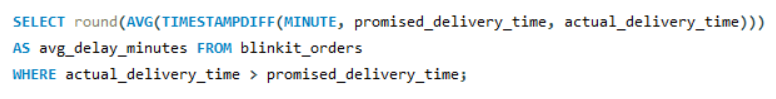 SELECT round(AVG(TIMESTAMPDIFF(MINUTE, promised_delivery_time, actual_delivery_time)))
AS avg_delay_minutes FROM blinkit_orders
WHERE actual_delivery_time > promised_delivery_time;